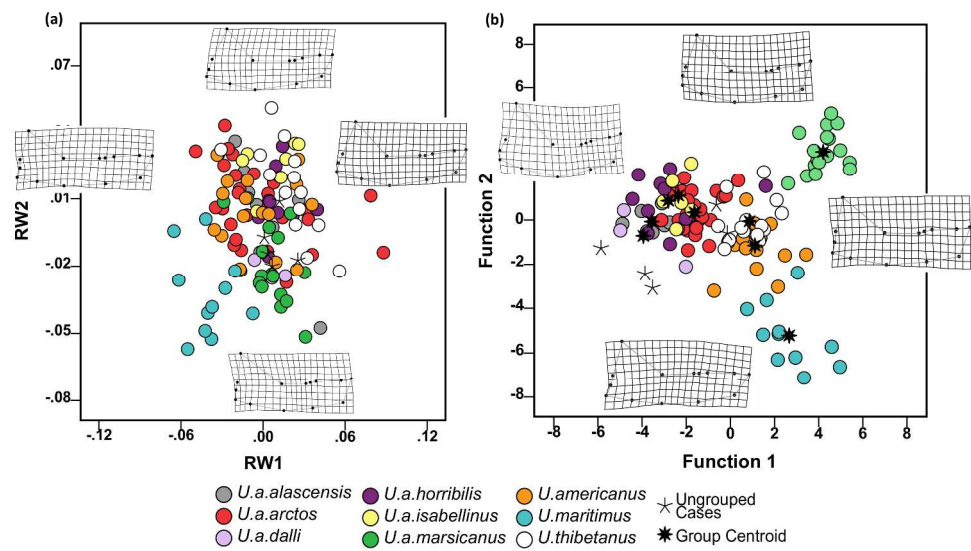 (a)
(b)
.07
.01
-.02
-.05
-.08
RW2
-.12
-.06
.00
.06
.12
RW1
8
6
4
2
0
-2
-4
-6
-8
Function 2
-8
-6
-4
-2
0
2
4
6
8
Function 1
U.a.alascensis
U.a.arctos
U.a.dalli
U.a.horribilis
U.a.isabellinus
U.a.marsicanus
U.americanus
U.maritimus
U.thibetanus
Ungrouped
Cases
Group Centroid